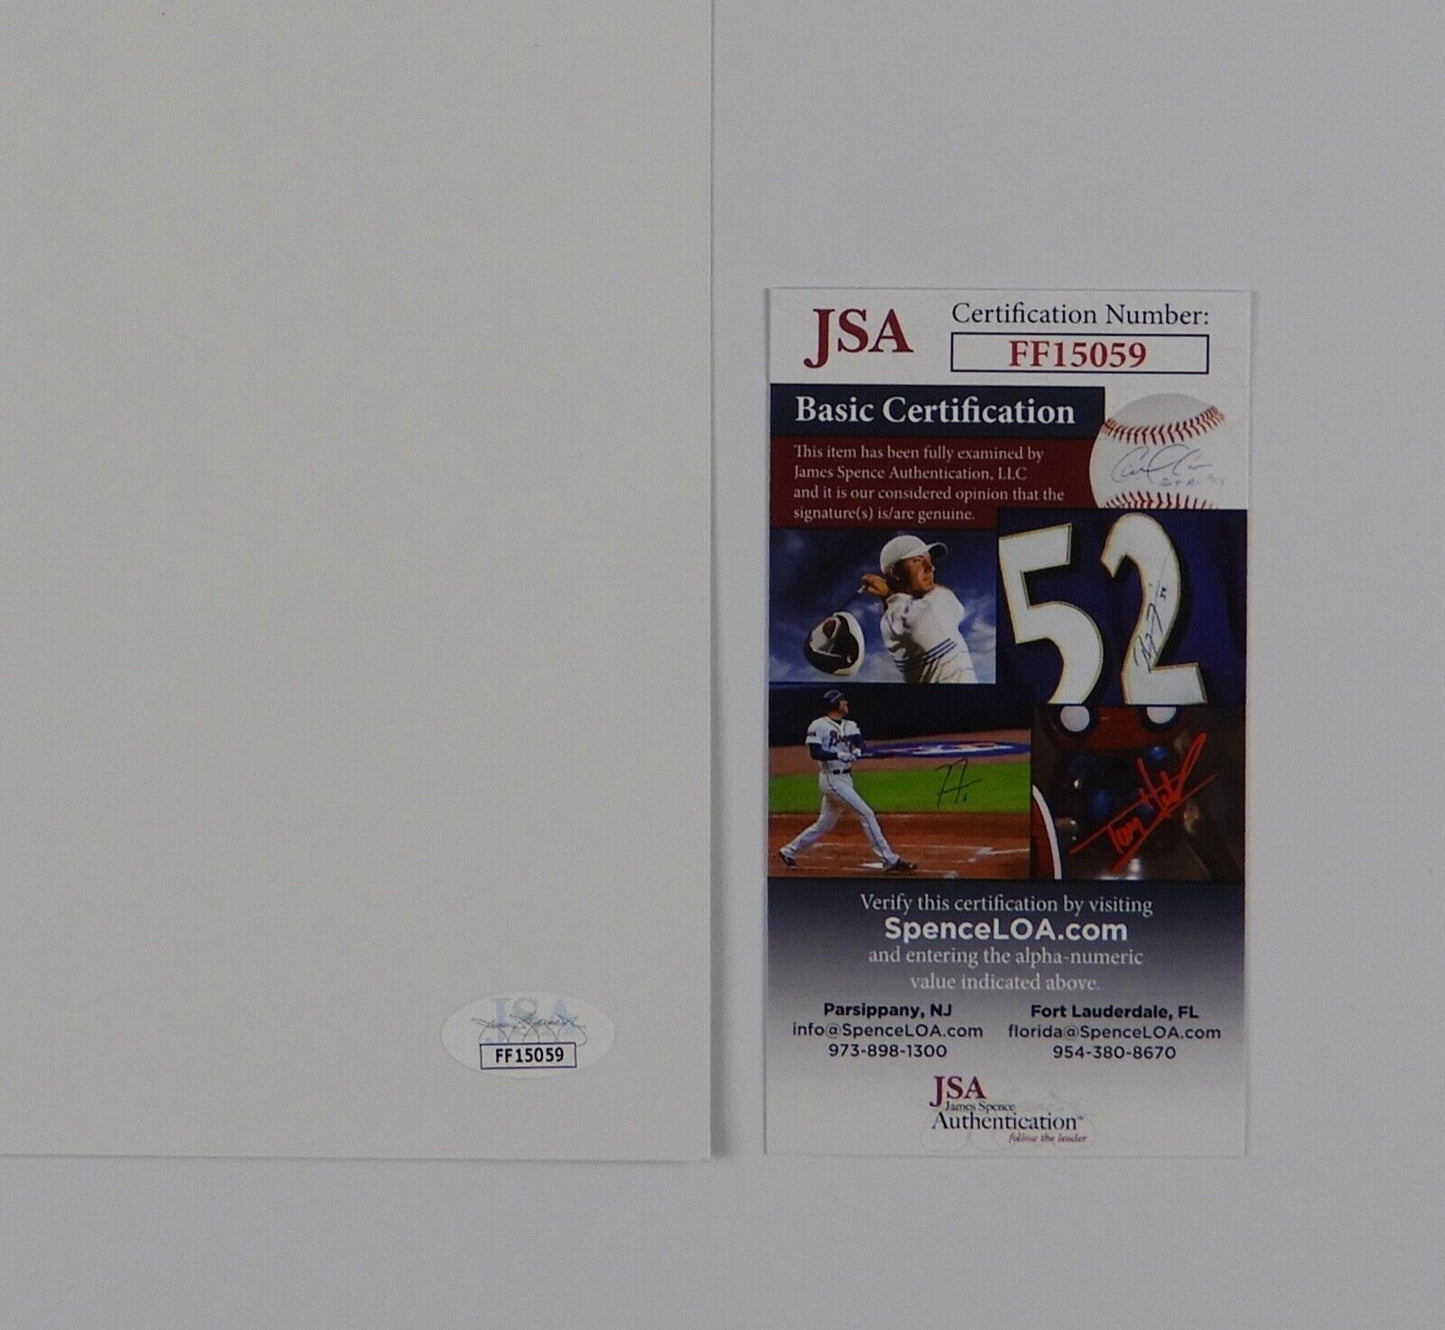 JSA
FF15059
JSA
Certification Number:
FF15059
Basic Certification
This item has been fully examined by
James Spence Authentication, LLC
and it is our considered opinion that the
signature(s) is/are genuine.
52
Verify this certification by visiting
SpenceLOA.com
and entering the alpha-numeric
value indicated above.
Parsippany, NJ
info@SpenceLOA.com
973-898-1300
Fort Lauderdale, FL
florida@SpenceLOA.com
954-380-8670
JSA
James Spence
Authentication™
follow the leader